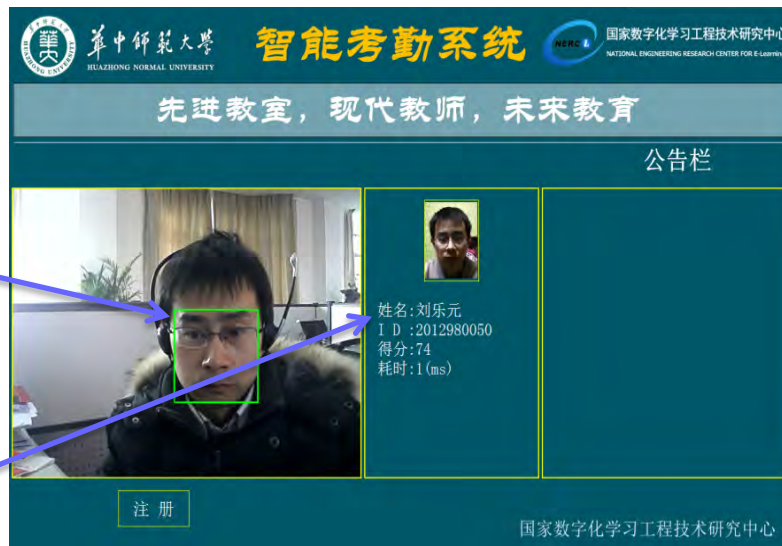 華中师范大学
HUAZHONG NORMAL UNIVERSITY
智能考勤系统
NERC L
国家数字化学习工程技术研究中心
NATIONAL ENGINEERING RESEARCH CENTER FOR E-Learning
先进教室，现代教师，未来教育
公告栏
姓名:刘乐元
I D :2012980050
得分:74
耗时:1(ms)
注 册
国家数字化学习工程技术研究中心